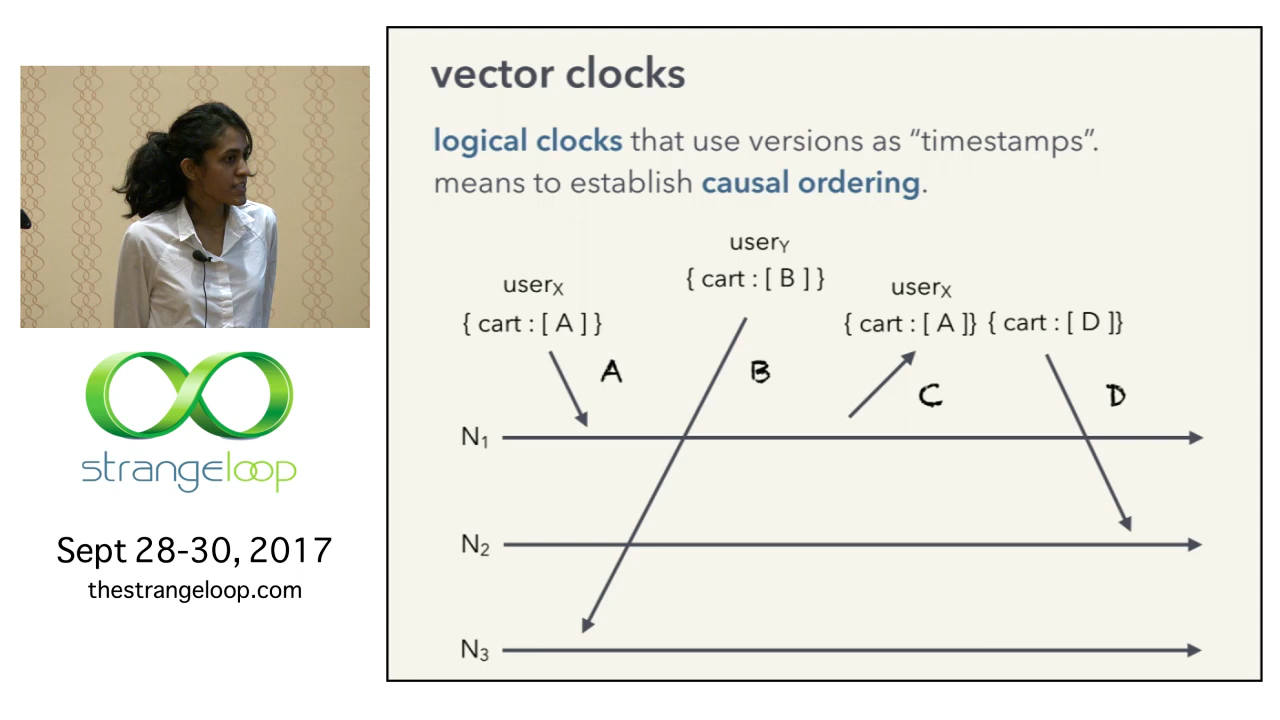 vector clocks
logical clocks that use versions as “timestamps”.
means to establish causal ordering.
userY
{ cart : [ B ] }
userX
{ cart : [ A ] }
userX
{ cart : [ A ]} { cart : [ D ]}
A
B
C
D
N1
N2
N3
strangeloop
Sept 28-30, 2017
thestrangeloop.com